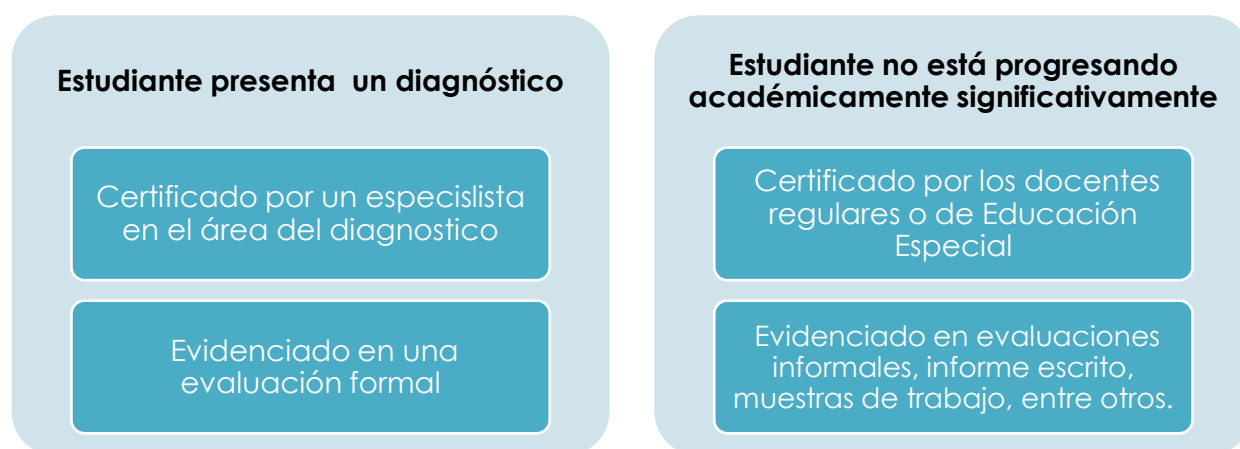 Estudiante presenta un diagnóstico
Certificado por un especislista
en el área del diagnostico
Evidenciado en una
evaluación formal
Estudiante no está progresando
académicamente significativamente
Certificado por los docentes
regulares o de Educación
Especial
Evidenciado en evaluaciones
informales, informe escrito,
muestras de trabajo, entre otros.